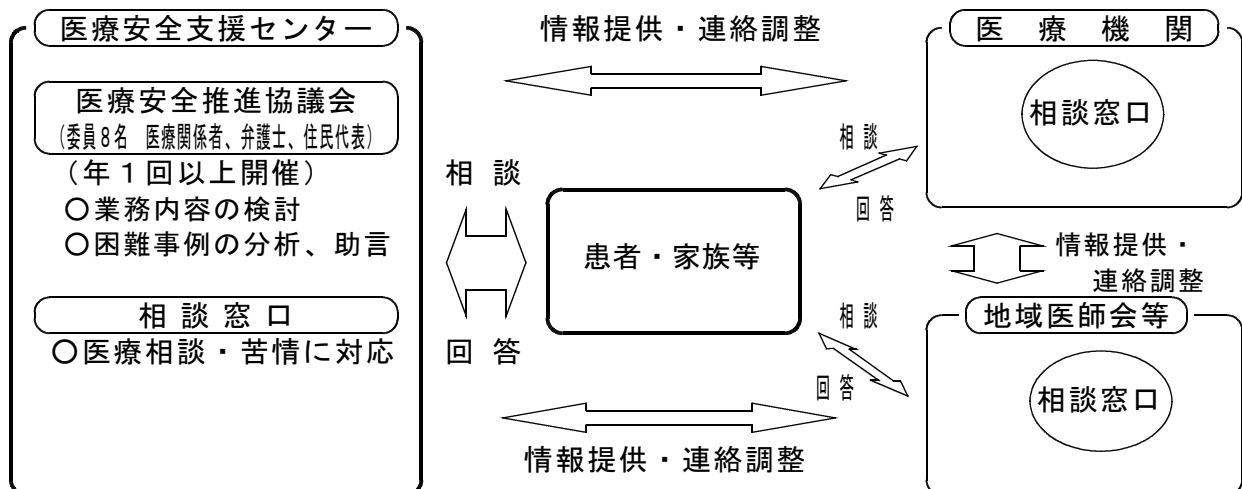 医療安全支援センター
医療安全推進協議会
（委員８名　医療関係者、弁護士、住民代表）
（年１回以上開催）
○業務内容の検討
○困難事例の分析、助言
相談窓口
○医療相談・苦情に対応
情報提供・連絡調整
相談
回答
患者・家族等
相談
回答
相談
回答
情報提供・連絡調整
医療機関
相談窓口
情報提供・
連絡調整
地域医師会等
相談窓口